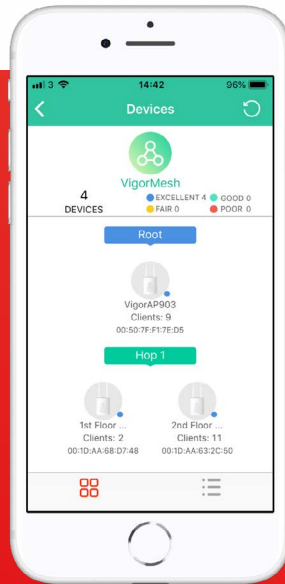 3 14:42 96%
Devices
VigorMesh
4
DEVICES
EXCELLENT 4 GOOD 0
FAIR 0 POOR 0
Root
VigorAP903
Clients: 9
00:50:7F:F1:7E:D5
Hop 1
1st Floor ... 2nd Floor ...
Clients: 2 Clients: 11
00:1D:AA:68:D7:48 00:1D:AA:63:2C:50